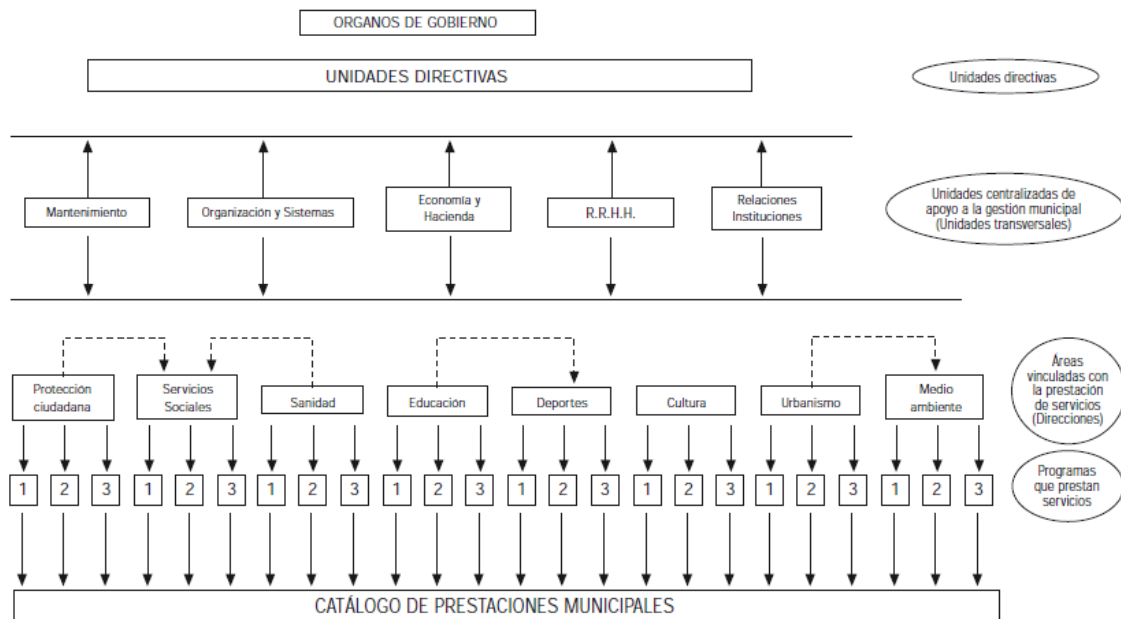 ORGANOS DE GOBIERNO
UNIDADES DIRECTIVAS
Unidades directivas
Mantenimiento
Organización y Sistemas
Economía y
Hacienda
R.R.H.H.
Relaciones
Instituciones
Unidades centralizadas de
apoyo a la gestión municipal
(Unidades transversales)
Protección
ciudadana
Servicios
Sociales
Sanidad
Educación
Deportes
Cultura
Urbanismo
Medio
ambiente
Áreas
vinculadas con
la prestación
de servicios
(Direcciones)
1 2 3 1 2 3 1 2 3 1 2 3 1 2 3 1 2 3 1 2 3 1 2 3
Programas
que prestan
servicios
CATÁLOGO DE PRESTACIONES MUNICIPALES